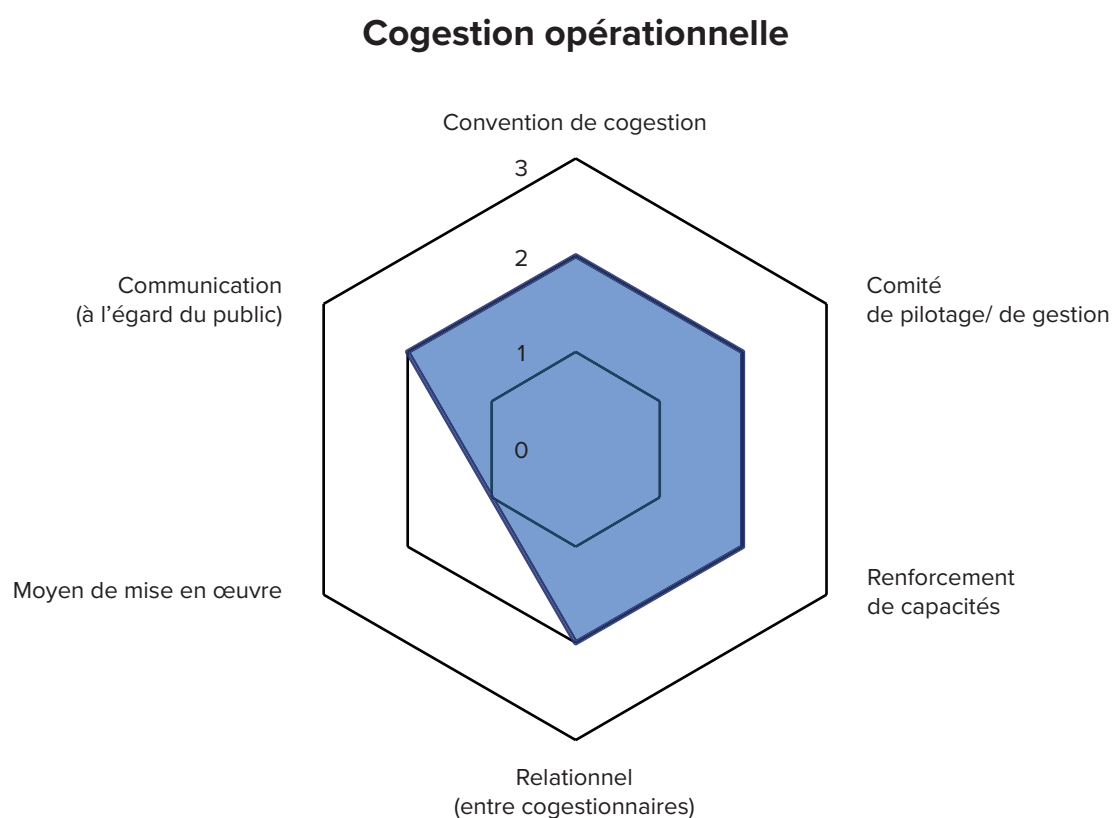 Cogestion opérationnelle
Convention de cogestion
3
2
1
0
Communication
(à l’égard du public)
Comité
de pilotage/ de gestion
Moyen de mise en œuvre
Renforcement
de capacités
Relationnel
(entre cogestionnaires)